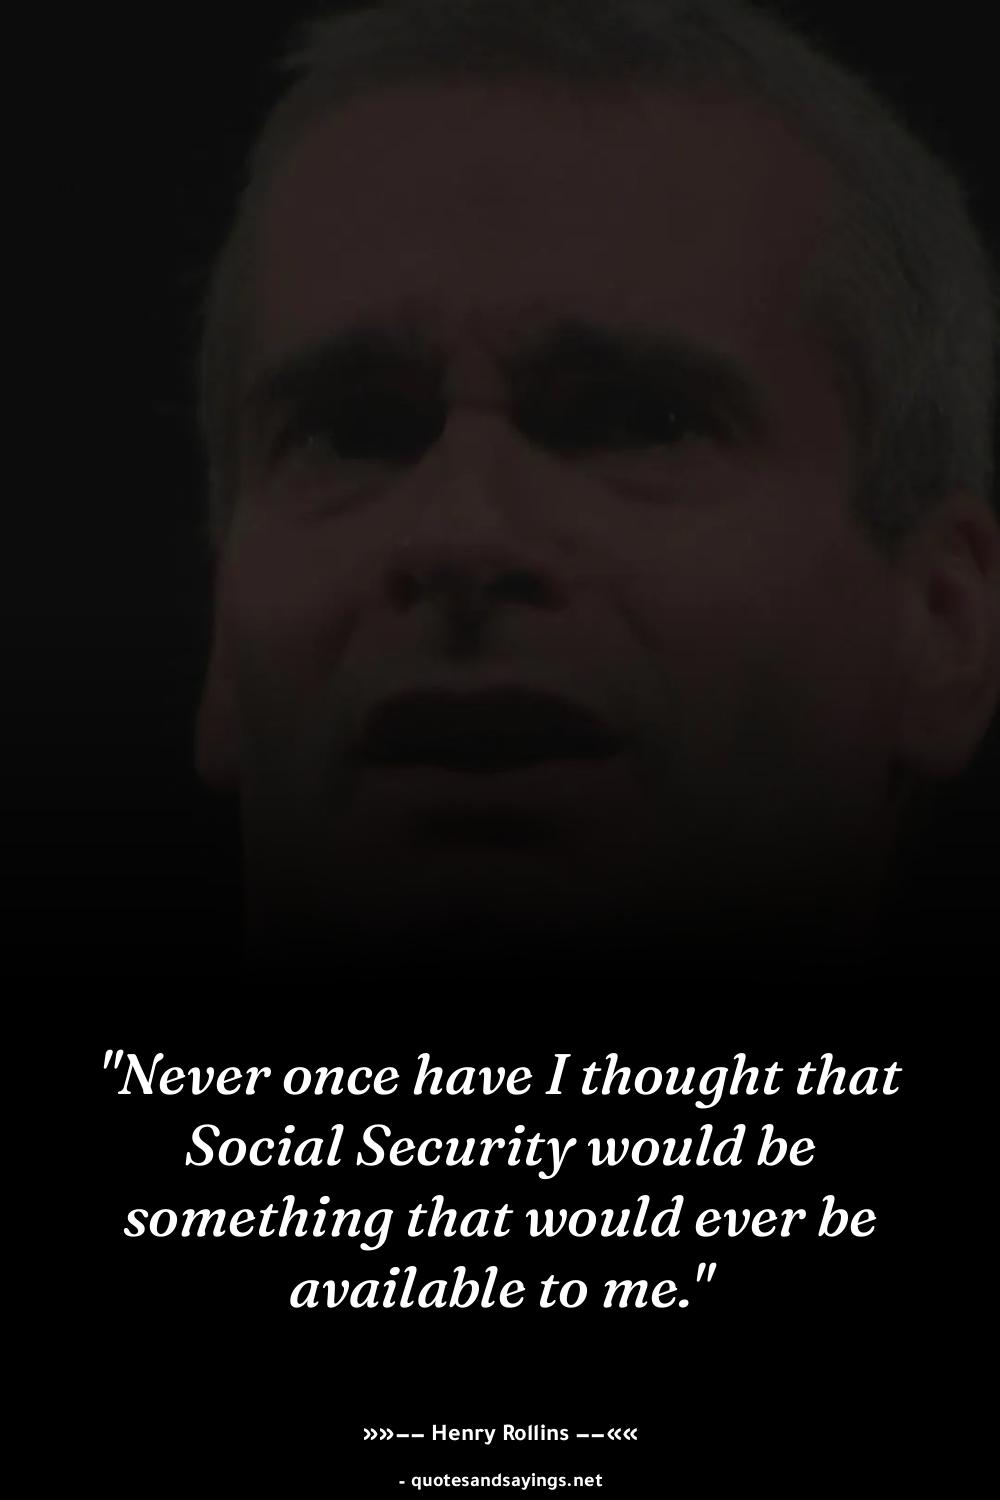 "Never once have I thought that
Social Security would be
something that would ever be
available to me."
»»–– Henry Rollins ––««
- quotesandsayings.net